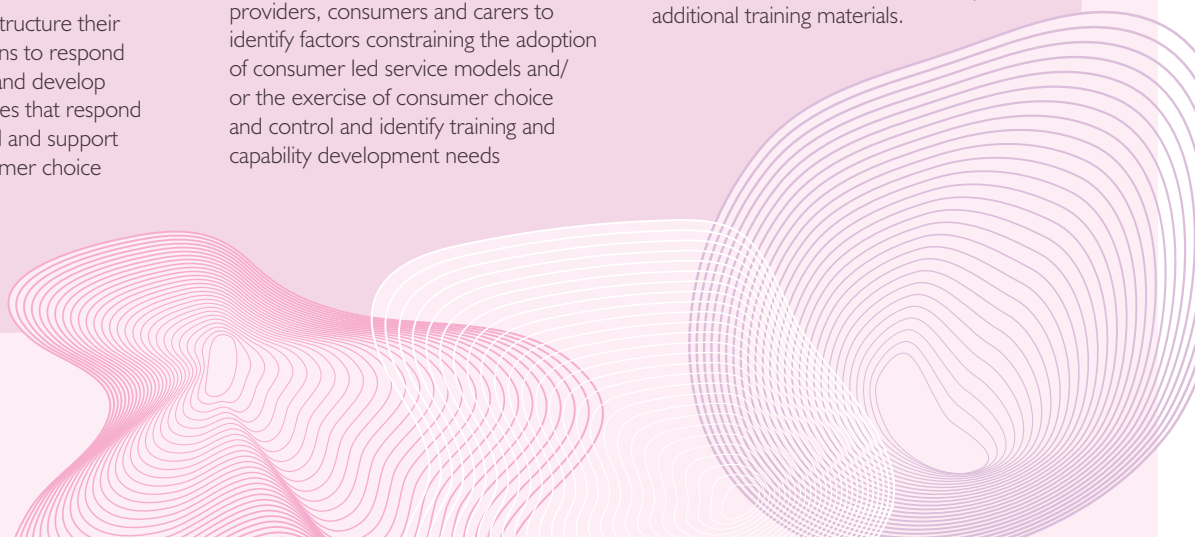 tructure their
ns to respond
and develop
es that respond
and support
mer choice
providers, consumers and carers to
identify factors constraining the adoption
of consumer led service models and/
or the exercise of consumer choice
and control and identify training and
capability development needs
additional training materials.